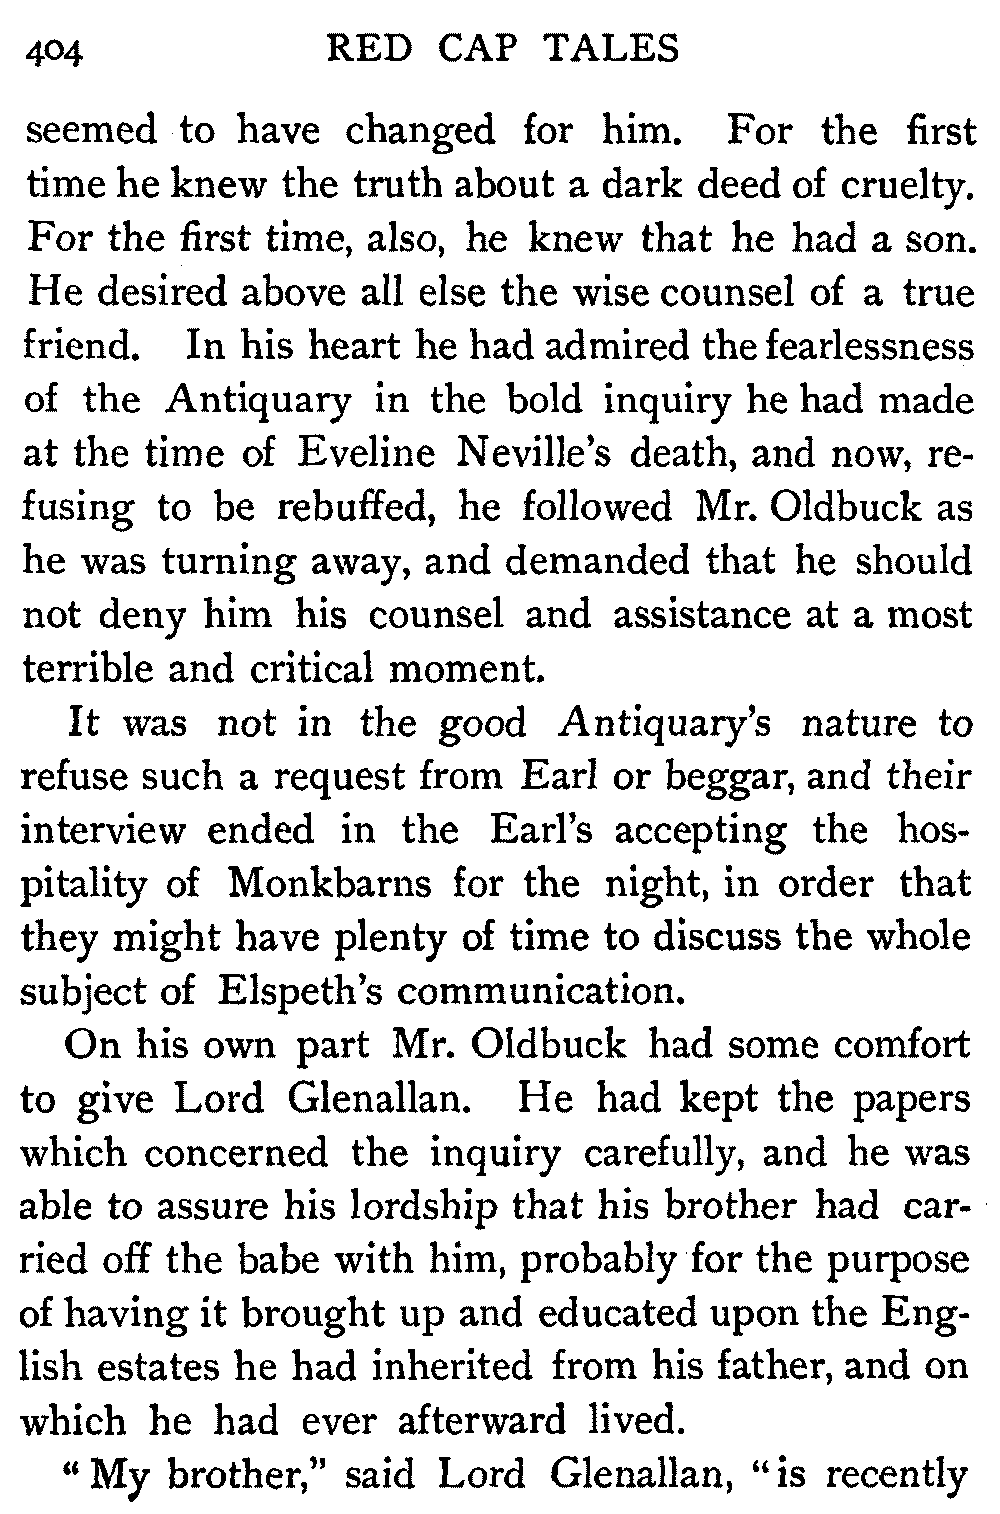 404 RED CAP TALES
seemed to have changed for him. For the first
time he knew the truth about a dark deed of cruelty.
For the first time, also, he knew that he had a son.
He desired above all else the wise counsel of a true
friend. In his heart he had admired the fearlessness
of the Antiquary in the bold inquiry he had made
at the time of Eveline Neville's death, and now, re-
fusing to be rebuffed, he followed Mr. Oldbuck as
he was turning away, and demanded that he should
not deny him his counsel and assistance at a most
terrible and critical moment.
It was not in the good Antiquary's nature to
refuse such a request from Earl or beggar, and their
interview ended in the Earl's accepting the hos-
pitality of Monkbarns for the night, in order that
they might have plenty of time to discuss the whole
subject of Elspeth's communication.
On his own part Mr. Oldbuck had some comfort
to give Lord Glenallan. He had kept the papers
which concerned the inquiry carefully, and he was
able to assure his lordship that his brother had car-
ried off the babe with him, probably for the purpose
of having it brought up and educated upon the Eng-
lish estates he had inherited from his father, and on
which he had ever afterward lived.
"My brother," said Lord Glenallan, "is recently